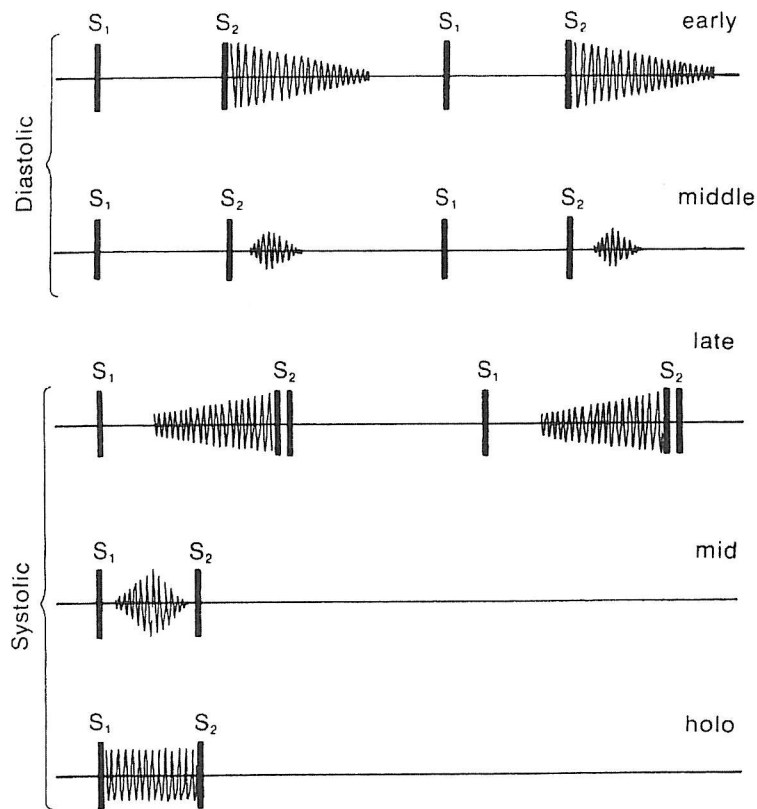 S₁ S₂ S₁ S₂ early
Diastolic
S₁ S₂ S₁ S₂ middle
late
S₁ S₂ S₁ S₂
Systolic
S₁ S₂ mid
S₁ S₂ holo